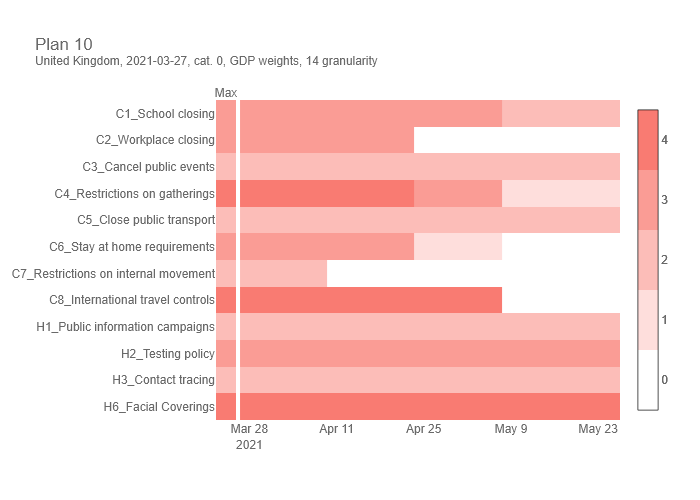 Plan 10
United Kingdom, 2021-03-27, cat. 0, GDP weights, 14 granularity
Max
C1_School closing
C2_Workplace closing
C3_Cancel public events
C4_Restrictions on gatherings
C5_Close public transport
C6_Stay at home requirements
C7_Restrictions on internal movement
C8_International travel controls
H1_Public information campaigns
H2_Testing policy
H3_Contact tracing
H6_Facial Coverings
4
3
2
1
0
Mar 28 Apr 11 Apr 25 May 9 May 23
2021